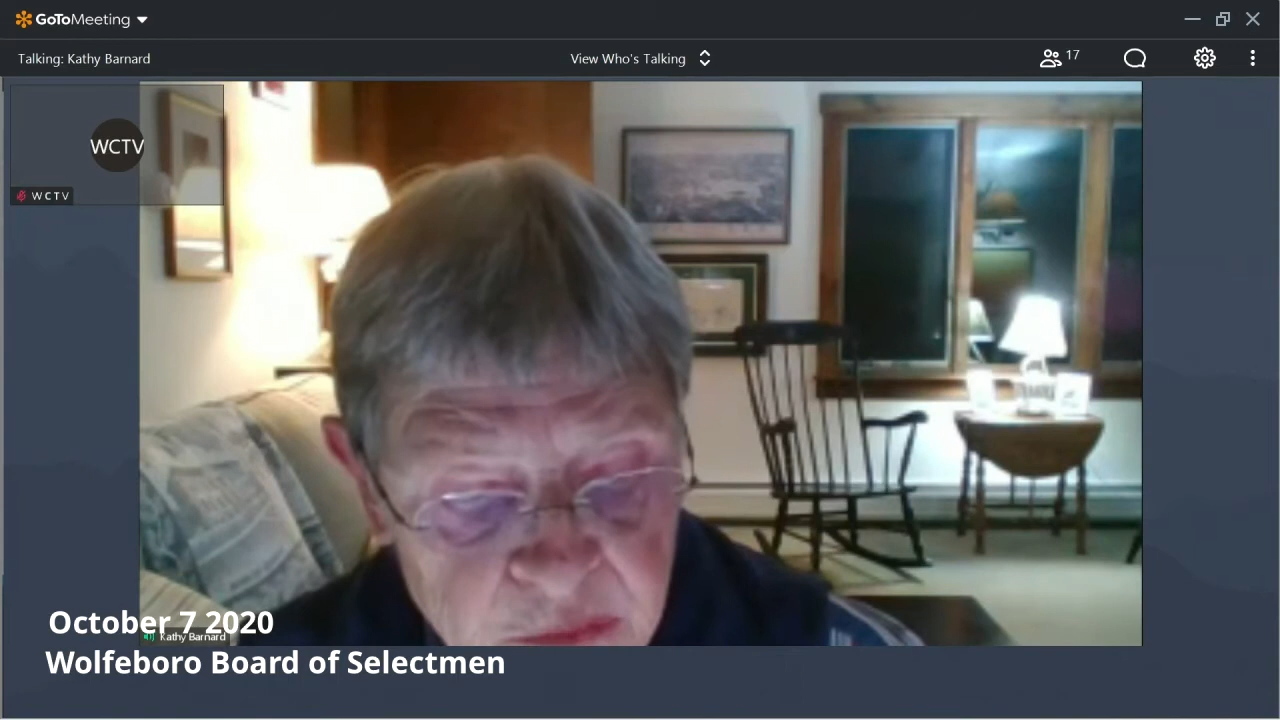 GoToMeeting
Talking: Kathy Barnard
View Who's Talking
17
WCTV
WCTV
October 7 2020
Kathy Barnard
Wolfeboro Board of Selectmen